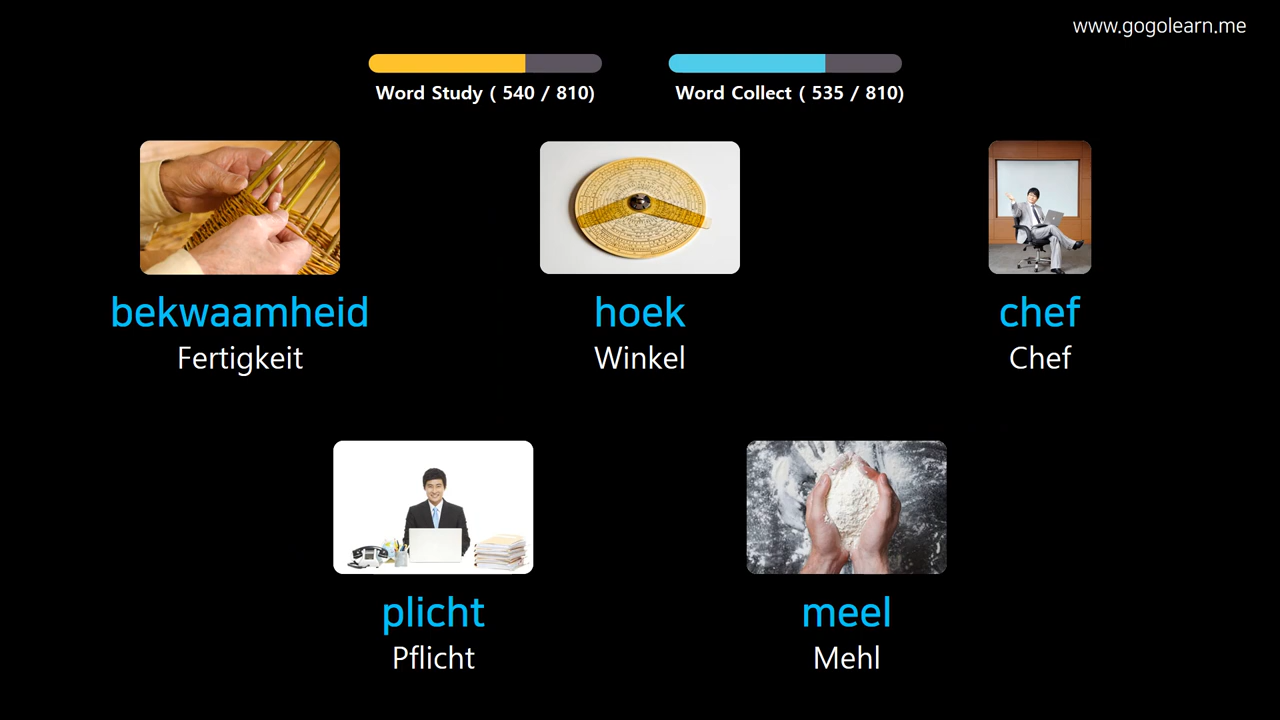 www.gogolearn.me
Word Study ( 540 / 810)
Word Collect ( 535 / 810)
bekwaamheid
Fertigkeit
hoek
Winkel
chef
Chef
plicht
Pflicht
meel
Mehl